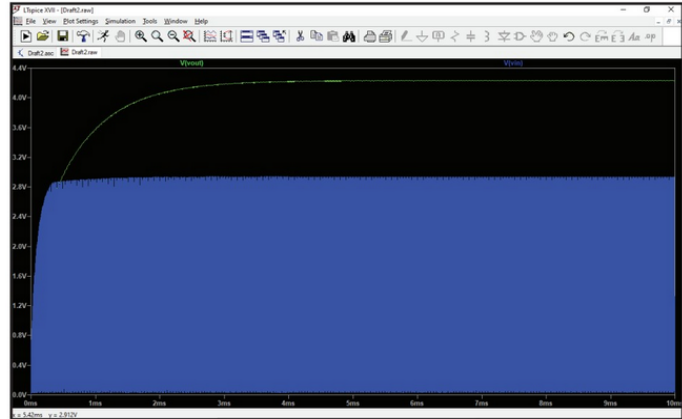 LTspice XVII - [Draft2.raw]
File View Plot Settings Simulation Tools Window Help
Draft2.asc Draft2.raw
V(vout) V(vin)
4.4V
4.0V
3.6V
3.2V
2.8V
2.4V
2.0V
1.6V
1.2V
0.8V
0.4V
0.0V
0ms 1ms 2ms 3ms 4ms 5ms 6ms 7ms 8ms 9ms 10ms
x = 5.42ms y = 2.912V